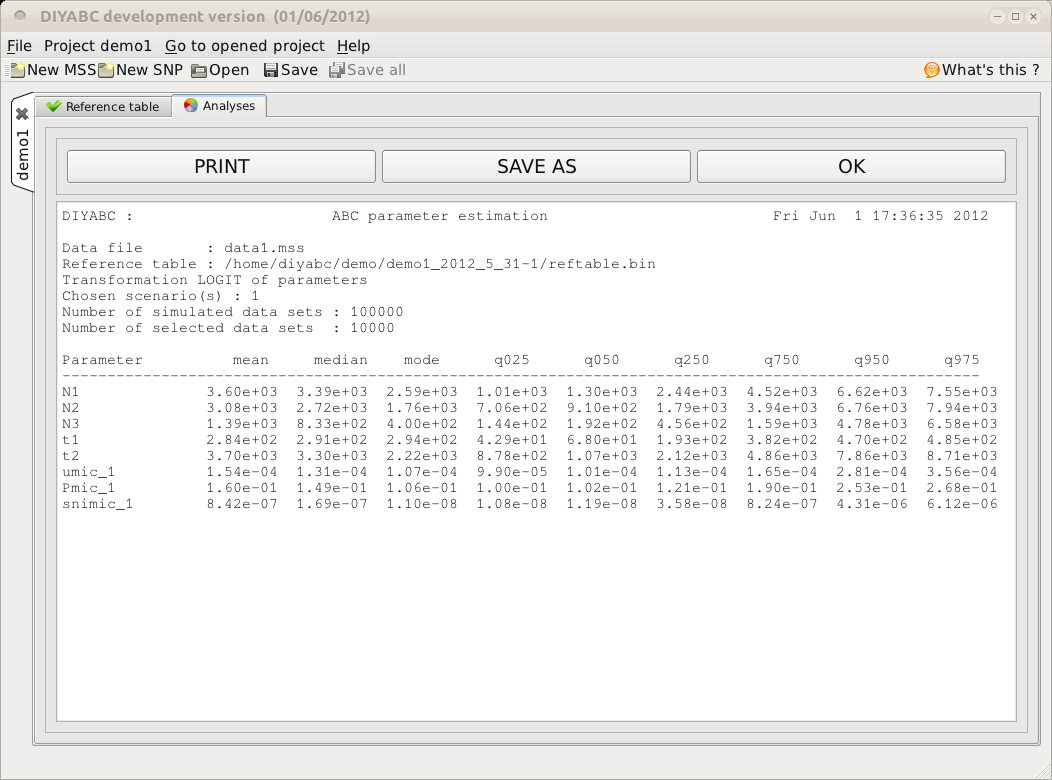 DIYABC development version (01/06/2012)
File Project demo1 Go to opened project Help
New MSS New SNP Open Save Save all What's this ?
demo1
Reference table Analyses
PRINT SAVE AS OK
DIYABC : ABC parameter estimation Fri Jun 1 17:36:35 2012
Data file : data1.mss
Reference table : /home/diyabc/demo/demo1_2012_5_31-1/reftable.bin
Transformation LOGIT of parameters
Chosen scenario(s) : 1
Number of simulated data sets : 100000
Number of selected data sets : 10000
Parameter mean median mode q025 q050 q250 q750 q950 q975
N1 3.60e+03 3.39e+03 2.59e+03 1.01e+03 1.30e+03 2.44e+03 4.52e+03 6.62e+03 7.55e+03
N2 3.08e+03 2.72e+03 1.76e+03 7.06e+02 9.10e+02 1.79e+03 3.94e+03 6.76e+03 7.94e+03
N3 1.39e+03 8.33e+02 4.00e+02 1.44e+02 1.92e+02 4.56e+02 1.59e+03 4.78e+03 6.58e+03
t1 2.84e+02 2.91e+02 2.94e+02 4.29e+01 6.80e+01 1.93e+02 3.82e+02 4.70e+02 4.85e+02
t2 3.70e+03 3.30e+03 2.22e+03 8.78e+02 1.07e+03 2.12e+03 4.86e+03 7.86e+03 8.71e+03
umic_1 1.54e-04 1.31e-04 1.07e-04 9.90e-05 1.01e-04 1.13e-04 1.65e-04 2.81e-04 3.56e-04
Pmic_1 1.60e-01 1.49e-01 1.06e-01 1.00e-01 1.02e-01 1.21e-01 1.90e-01 2.53e-01 2.68e-01
snimic_1 8.42e-07 1.69e-07 1.10e-08 1.08e-08 1.19e-08 3.58e-08 8.24e-07 4.31e-06 6.12e-06